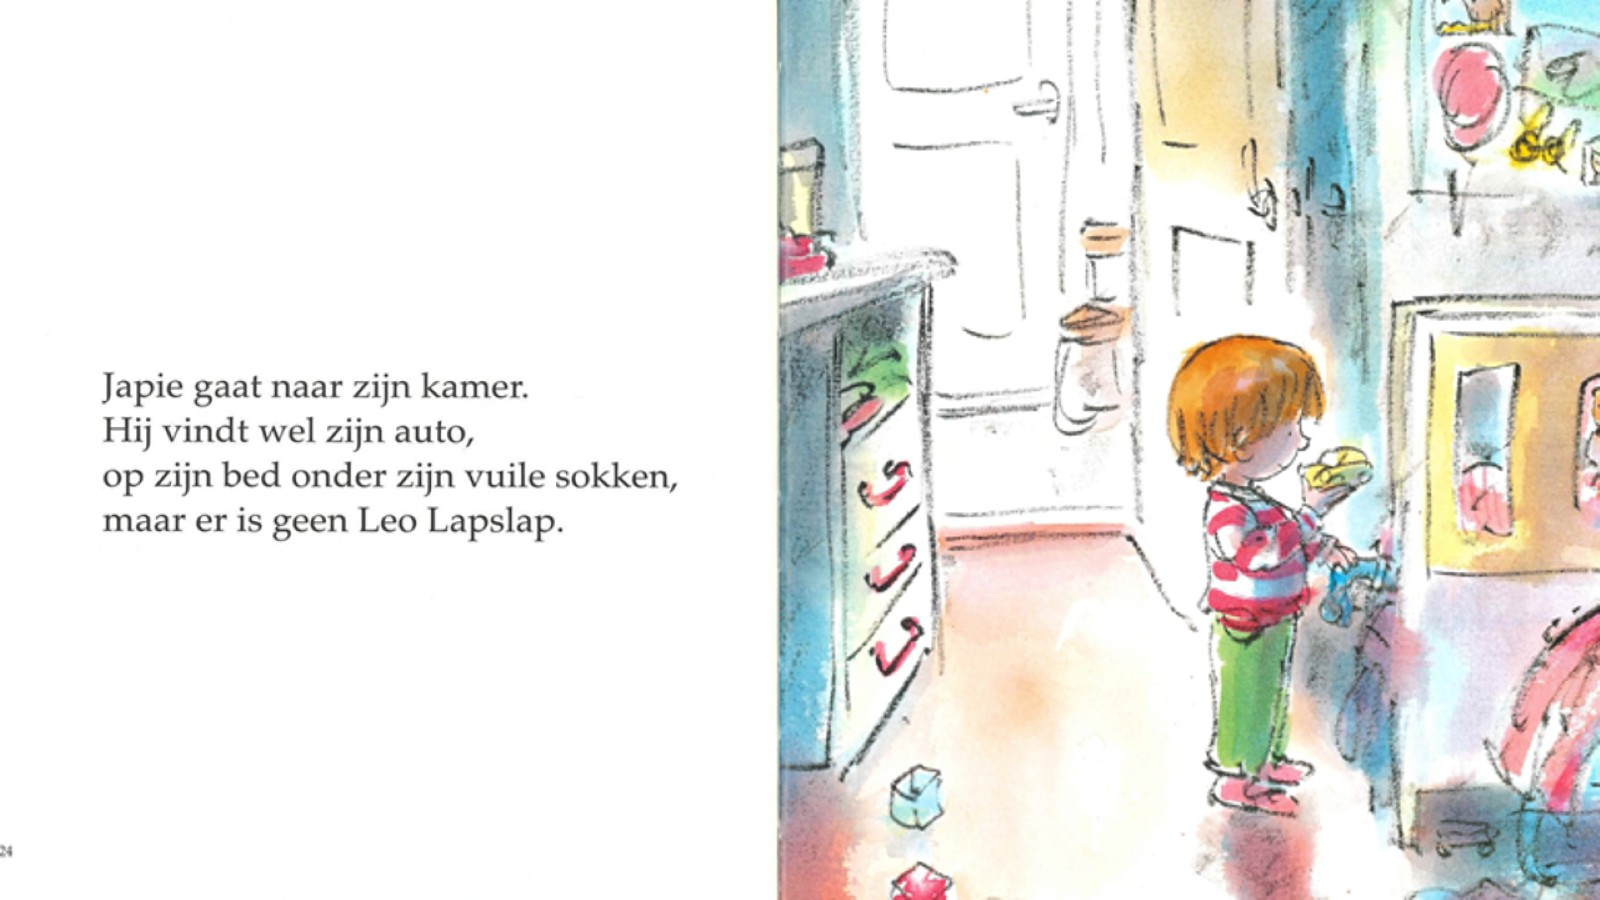 Japie gaat naar zijn kamer.
Hij vindt wel zijn auto,
op zijn bed onder zijn vuile sokken,
maar er is geen Leo Lapslap.
24